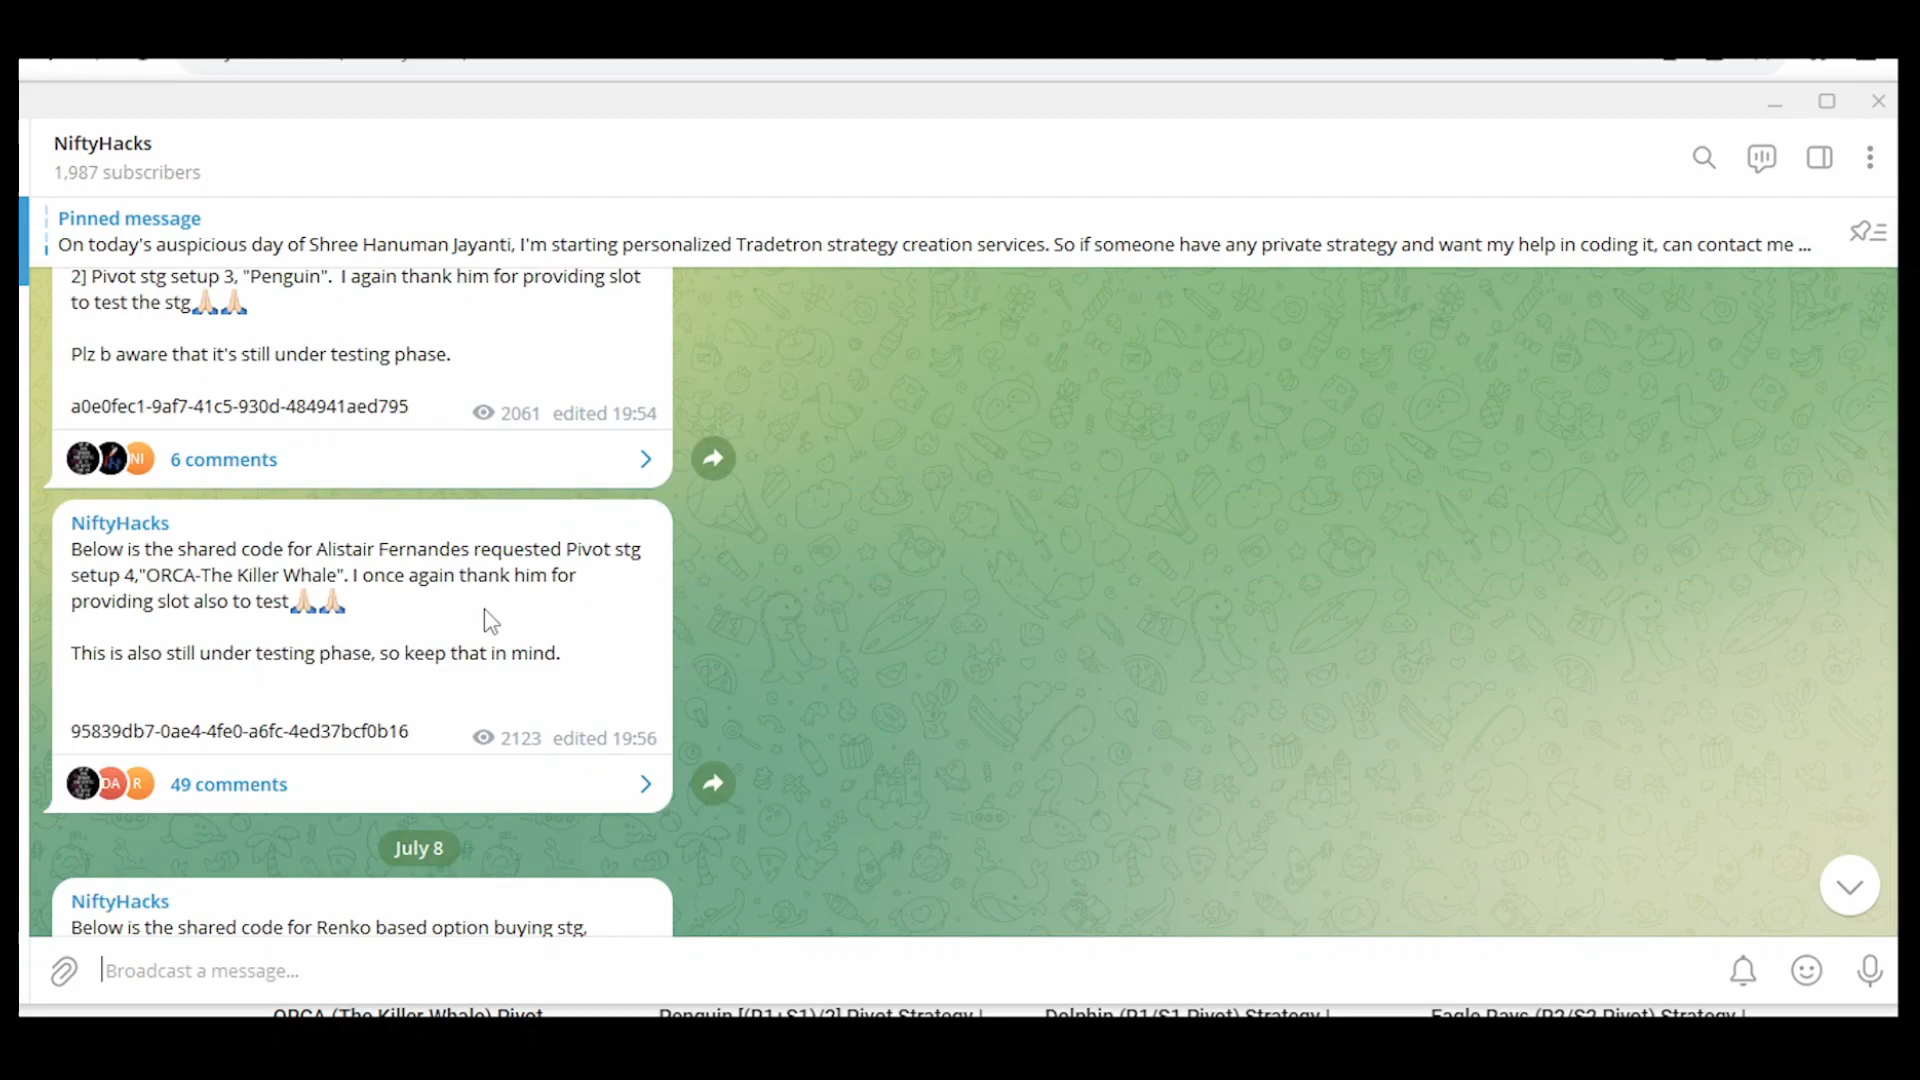 NiftyHacks
1,987 subscribers
Pinned message
On today's auspicious day of Shree Hanuman Jayanti, I'm starting personalized Tradetron strategy creation services. So if someone have any private strategy and want my help in coding it, can contact me ...
2] Pivot stg setup 3, "Penguin". I again thank him for providing slot
to test the stg🙏🏻🙏🏻
Plz b aware that it's still under testing phase.
a0e0fec1-9af7-41c5-930d-484941aed795
2061 edited 19:54
NI
6 comments
NiftyHacks
Below is the shared code for Alistair Fernandes requested Pivot stg
setup 4,"ORCA-The Killer Whale". I once again thank him for
providing slot also to test🙏🏻🙏🏻
This is also still under testing phase, so keep that in mind.
95839db7-0ae4-4fe0-a6fc-4ed37bcf0b16
2123 edited 19:56
DA R
49 comments
July 8
NiftyHacks
Below is the shared code for Renko based option buying stg,
Broadcast a message...
ORCA (The Killer Whale) Pivot
Penguin [(R1+S1)/2] Pivot Strategy |
Dolphin (R1/S1 Pivot) Strategy |
Eagle Rays (R2/S2 Pivot) Strategy |